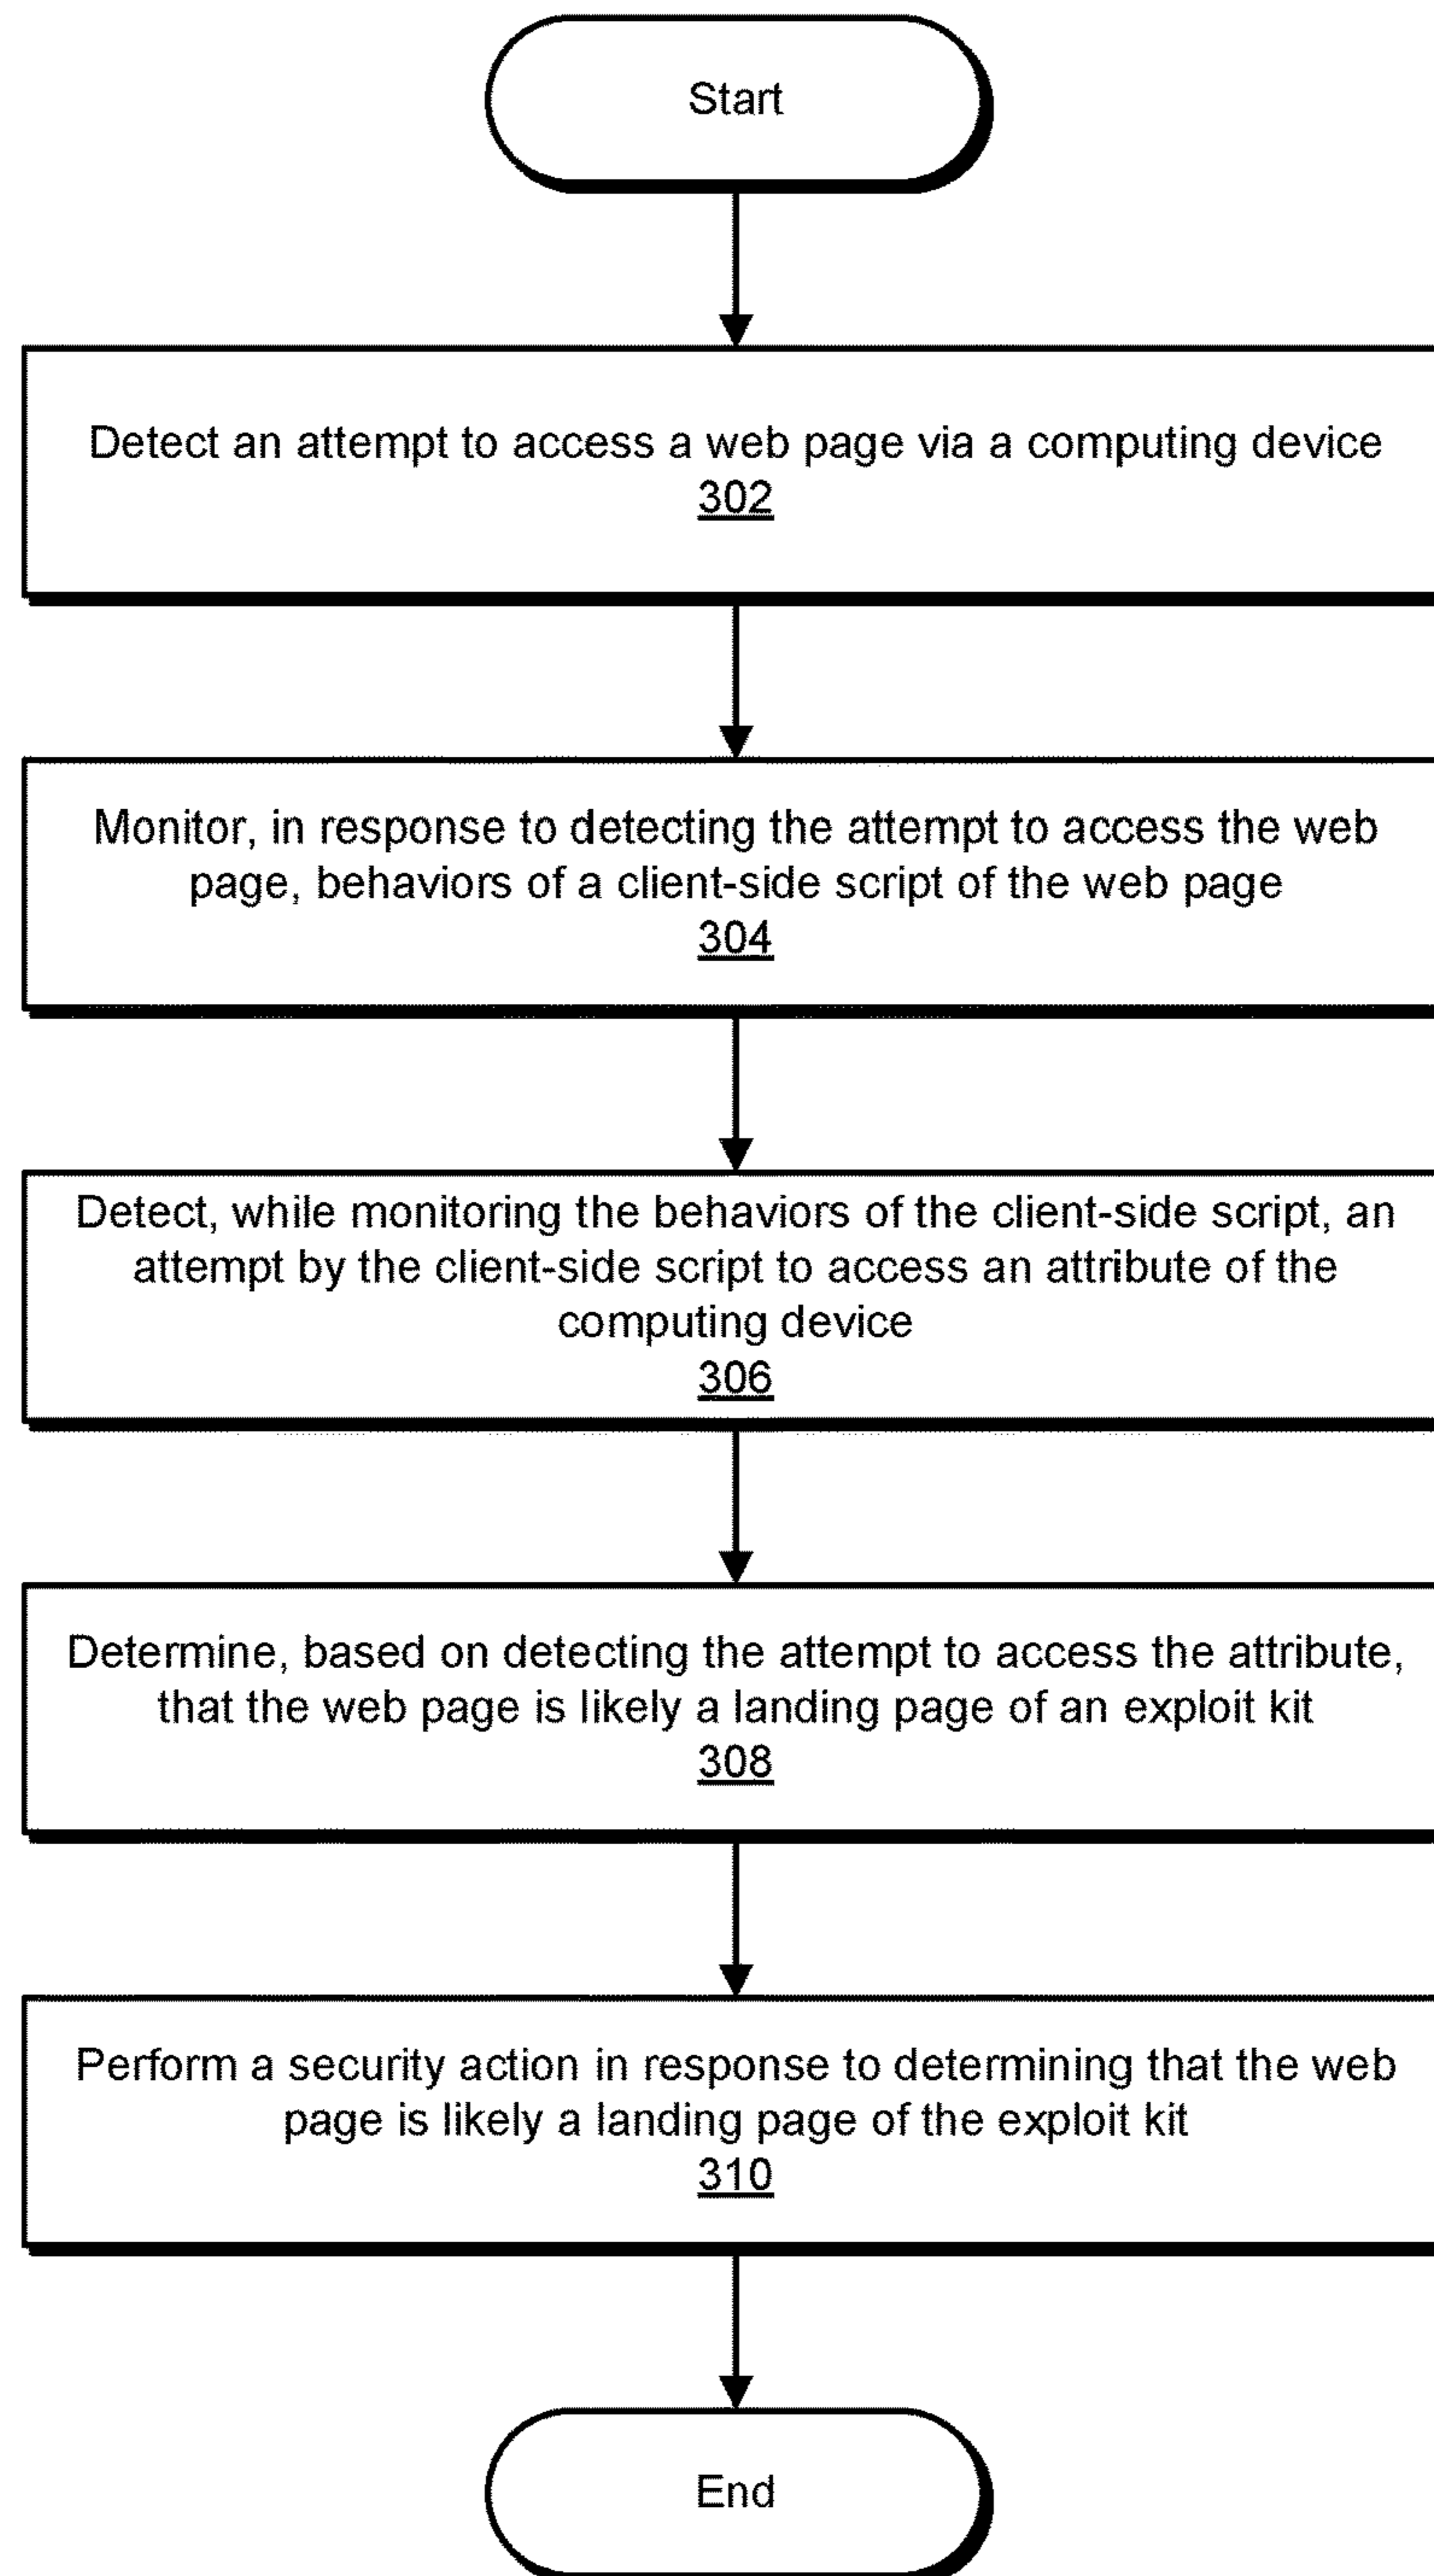 Start
Detect an attempt to access a web page via a computing device
302
Monitor, in response to detecting the attempt to access the web
page, behaviors of a client-side script of the web page
304
Detect, while monitoring the behaviors of the client-side script, an
attempt by the client-side script to access an attribute of the
computing device
306
Determine, based on detecting the attempt to access the attribute,
that the web page is likely a landing page of an exploit kit
308
Perform a security action in response to determining that the web
page is likely a landing page of the exploit kit
310
End